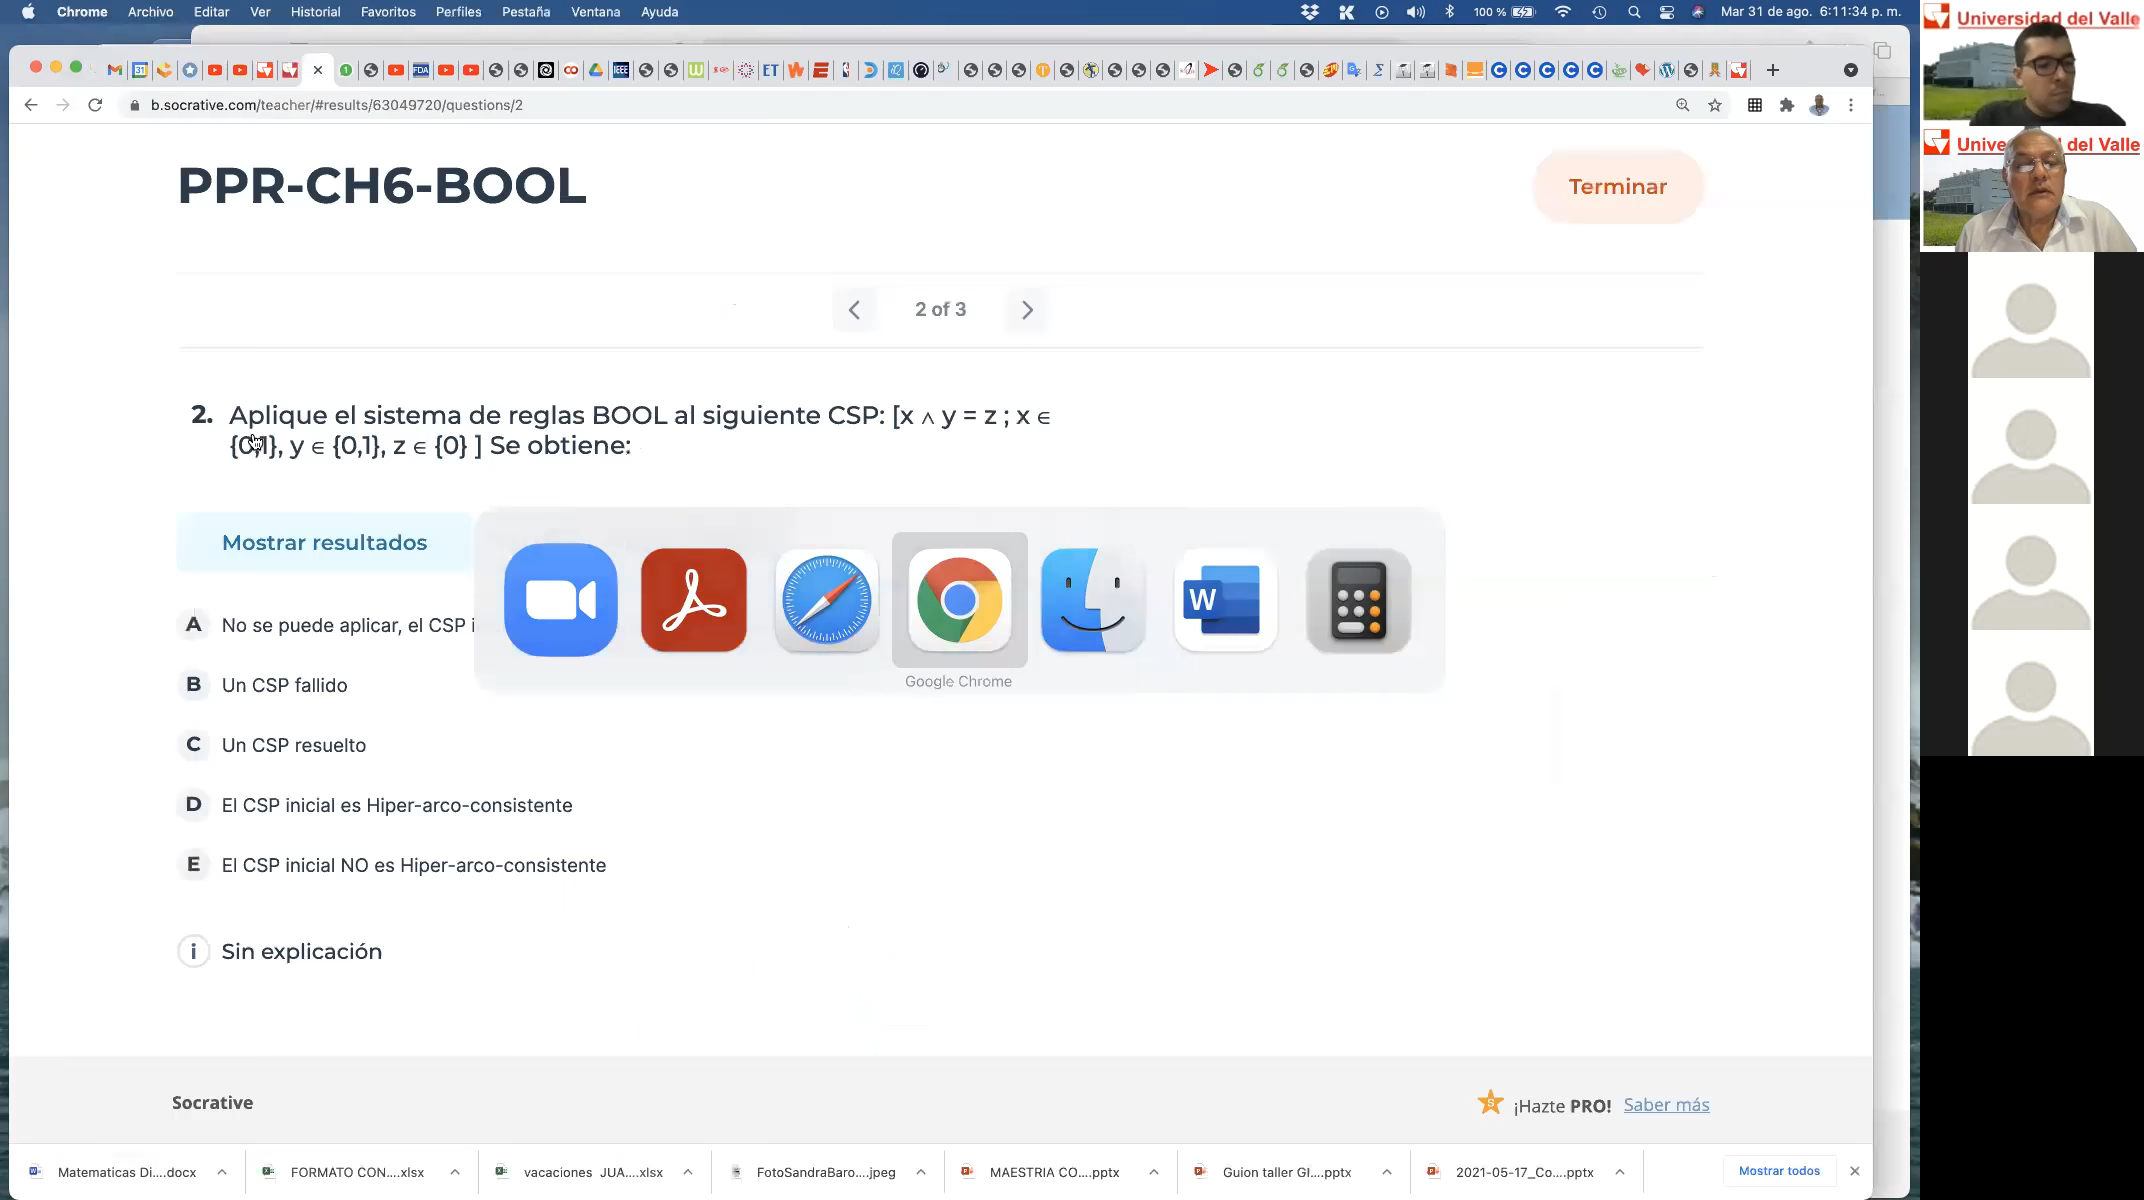 Chrome Archivo Editar Ver Historial Favoritos Perfiles Pestaña Ventana Ayuda
100 % Mar 31 de ago. 6:11:34 p. m.
b.socrative.com/teacher/#results/63049720/questions/2
PPR-CH6-BOOL
Terminar
2 of 3
2. Aplique el sistema de reglas BOOL al siguiente CSP: [x ∧ y = z ; x ∈
{0,1}, y ∈ {0,1}, z ∈ {0} ] Se obtiene:
Mostrar resultados
Google Chrome
A No se puede aplicar, el CSP i
B Un CSP fallido
C Un CSP resuelto
D El CSP inicial es Hiper-arco-consistente
E El CSP inicial NO es Hiper-arco-consistente
i Sin explicación
Socrative
¡Hazte PRO! Saber más
Matematicas Di....docx
FORMATO CON....xlsx
vacaciones JUA....xlsx
FotoSandraBaro....jpeg
MAESTRIA CO....pptx
Guion taller GI....pptx
2021-05-17_Co....pptx
Mostrar todos
Universidad del Valle
Unive del Valle